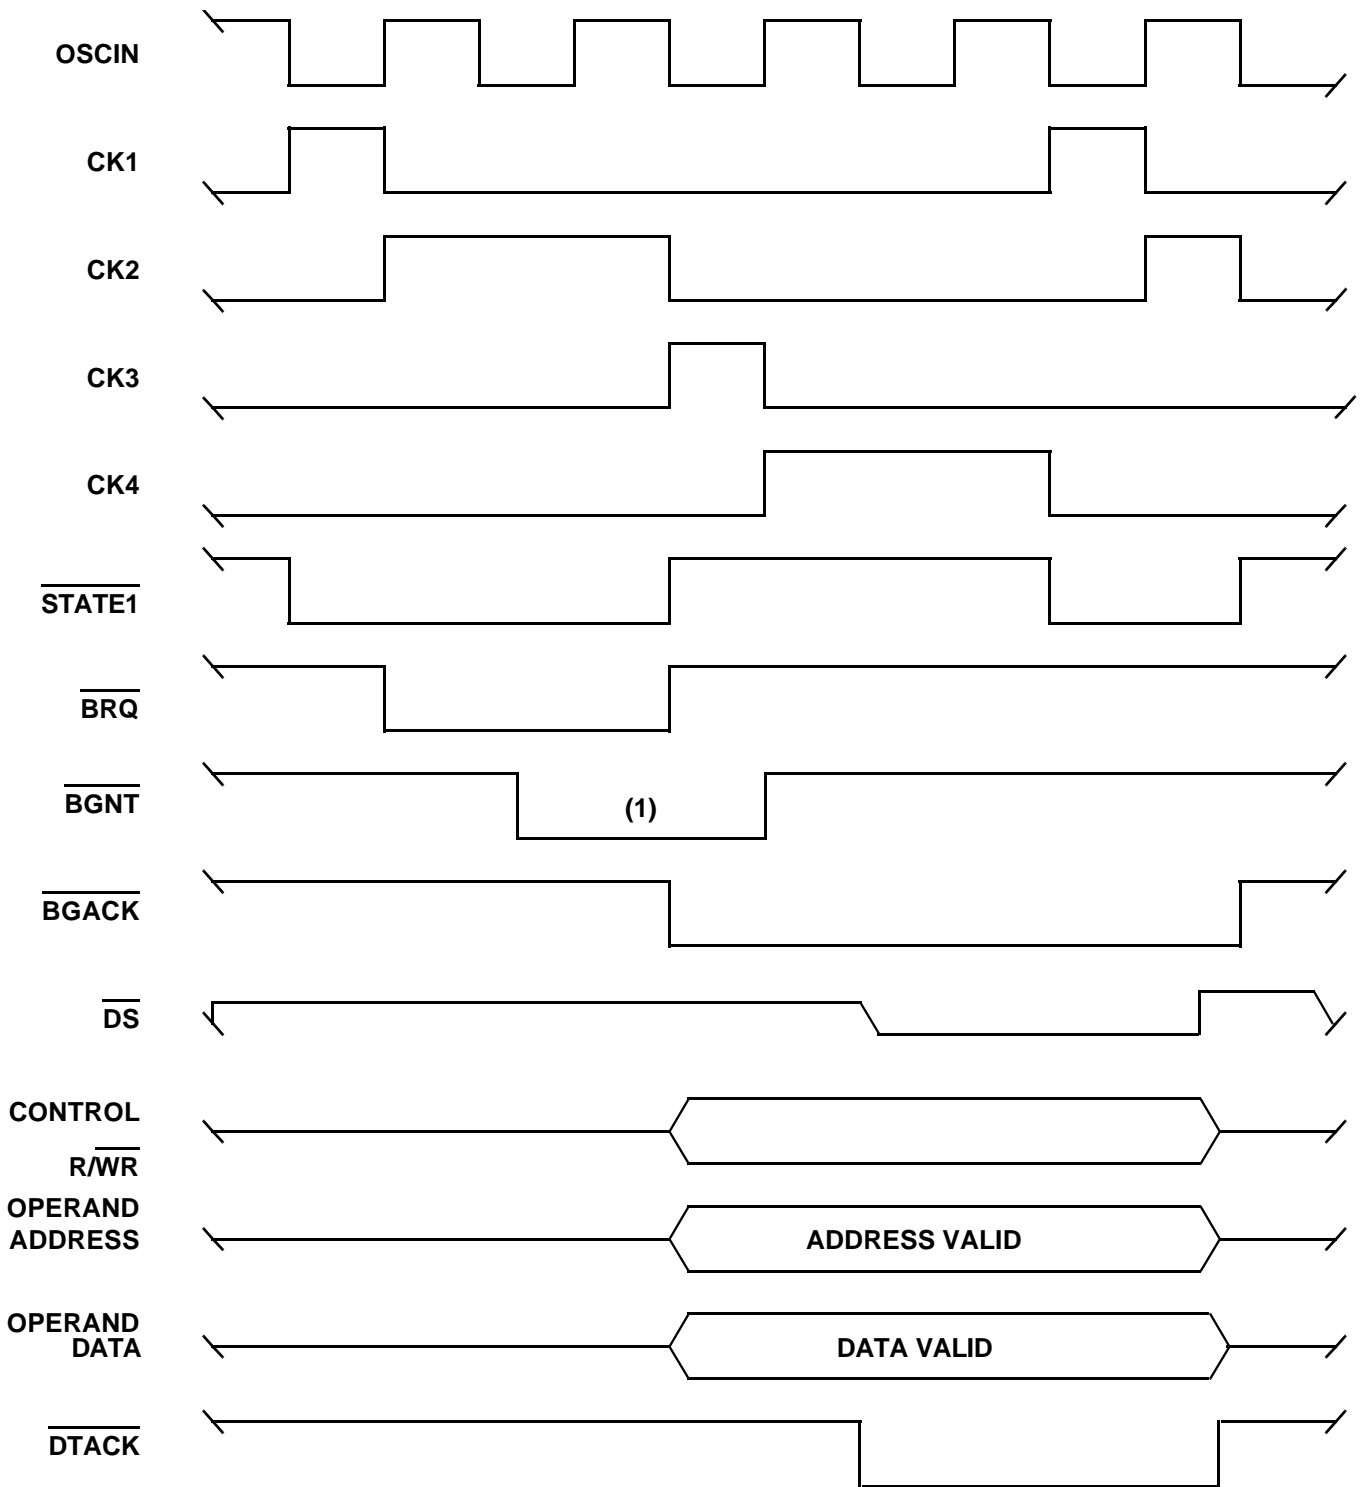 OSCIN
CK1
CK2
CK3
CK4
STATE1
BRQ
BGNT
(1)
BGACK
DS
CONTROL
R/WR
OPERAND
ADDRESS
ADDRESS VALID
OPERAND
DATA
DATA VALID
DTACK